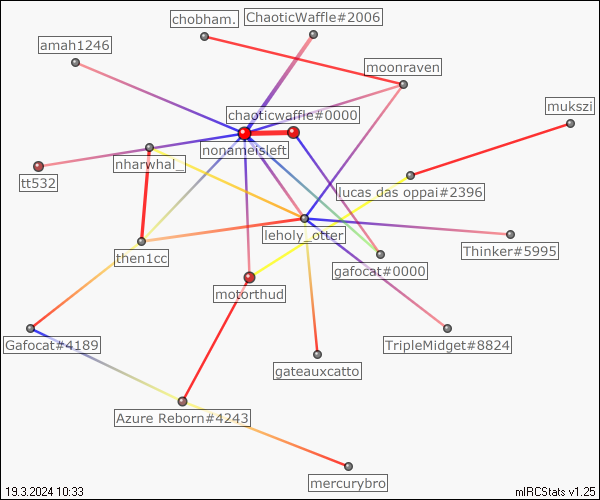 chobham.
ChaoticWaffle#2006
amah1246
moonraven
chaoticwaffle#0000
mukszi
nonameisleft
nharwhal_
tt532
lucas das oppai#2396
leholy_otter
Thinker#5995
then1cc
gafocat#0000
motorthud
Gafocat#4189
TripleMidget#8824
gateauxcatto
Azure Reborn#4243
mercurybro
19.3.2024 10:33
mIRCStats v1.25